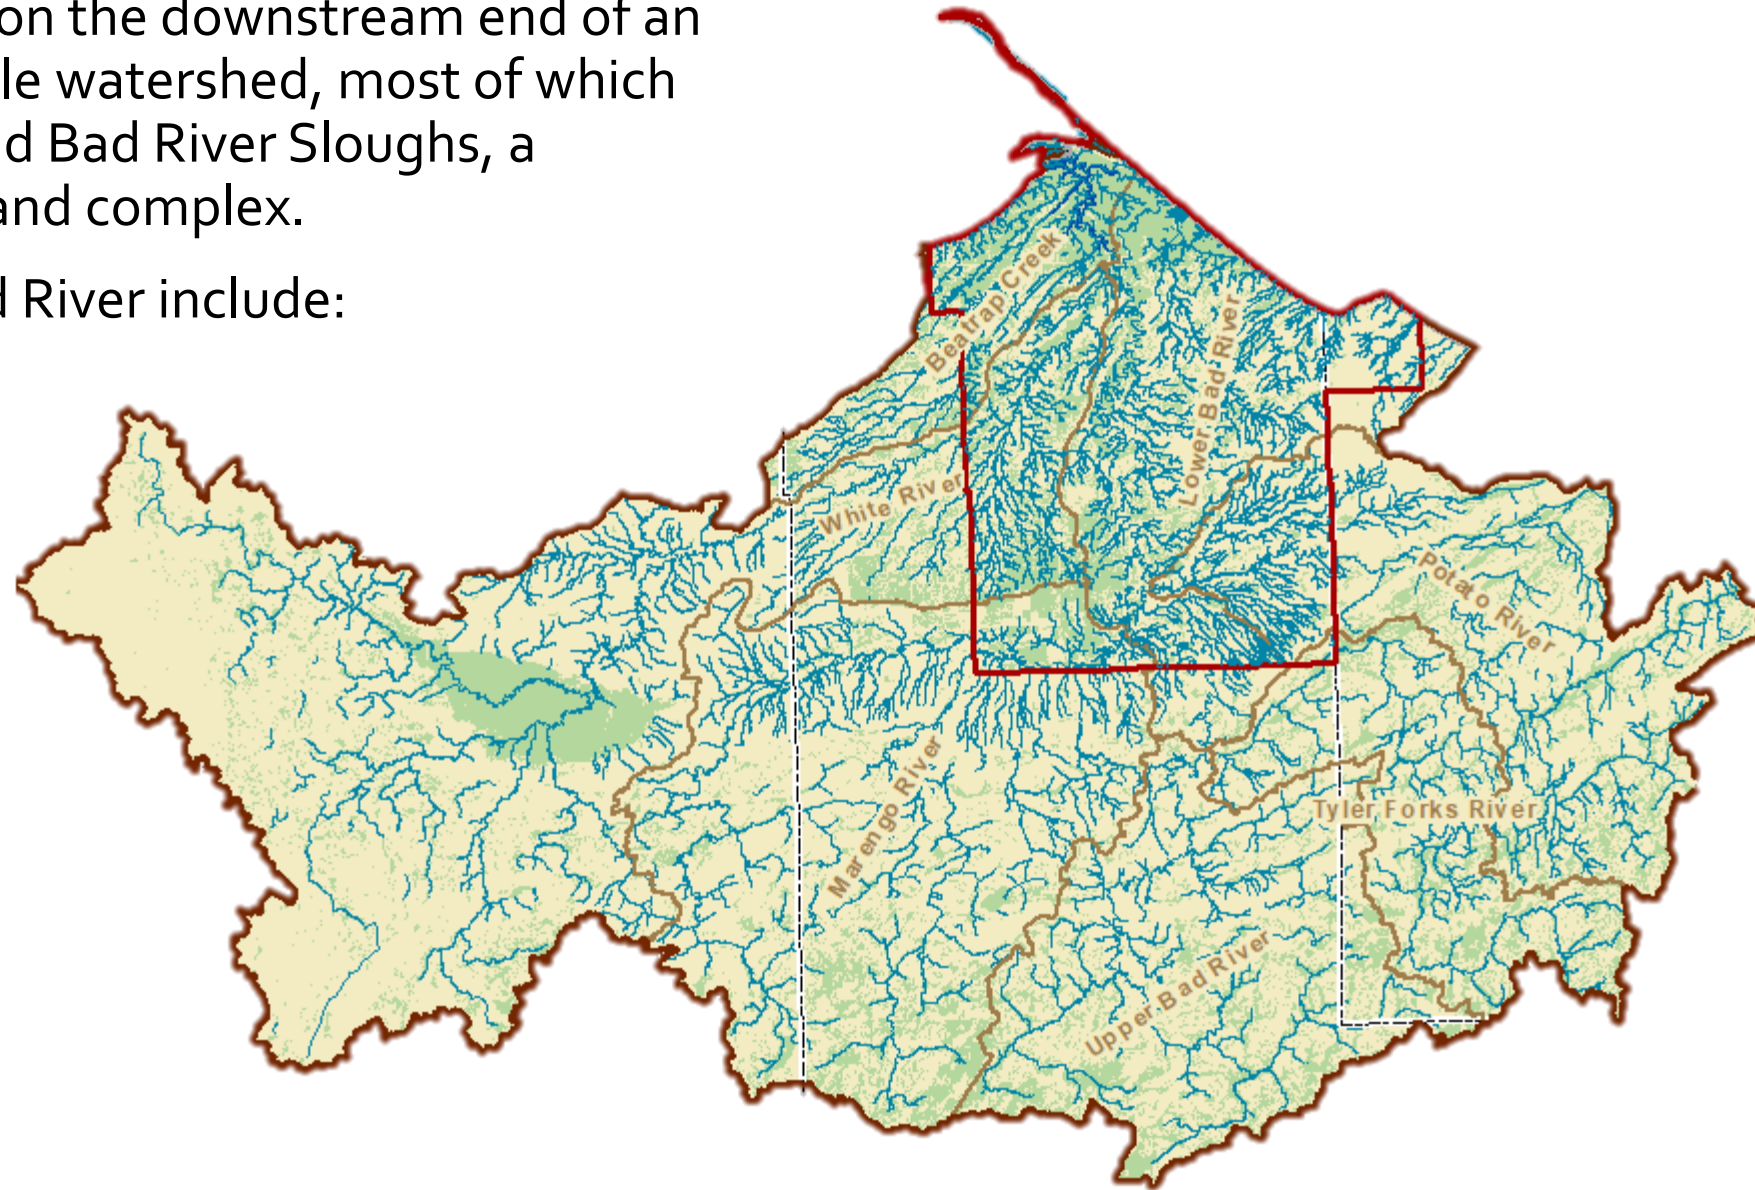 on the downstream end of an
le watershed, most of which
d Bad River Sloughs, a
and complex.
d River include:
Beatrap Creek
Lower Bad River
White River
Potato River
Marengo River
Tyler Forks River
Upper Bad River